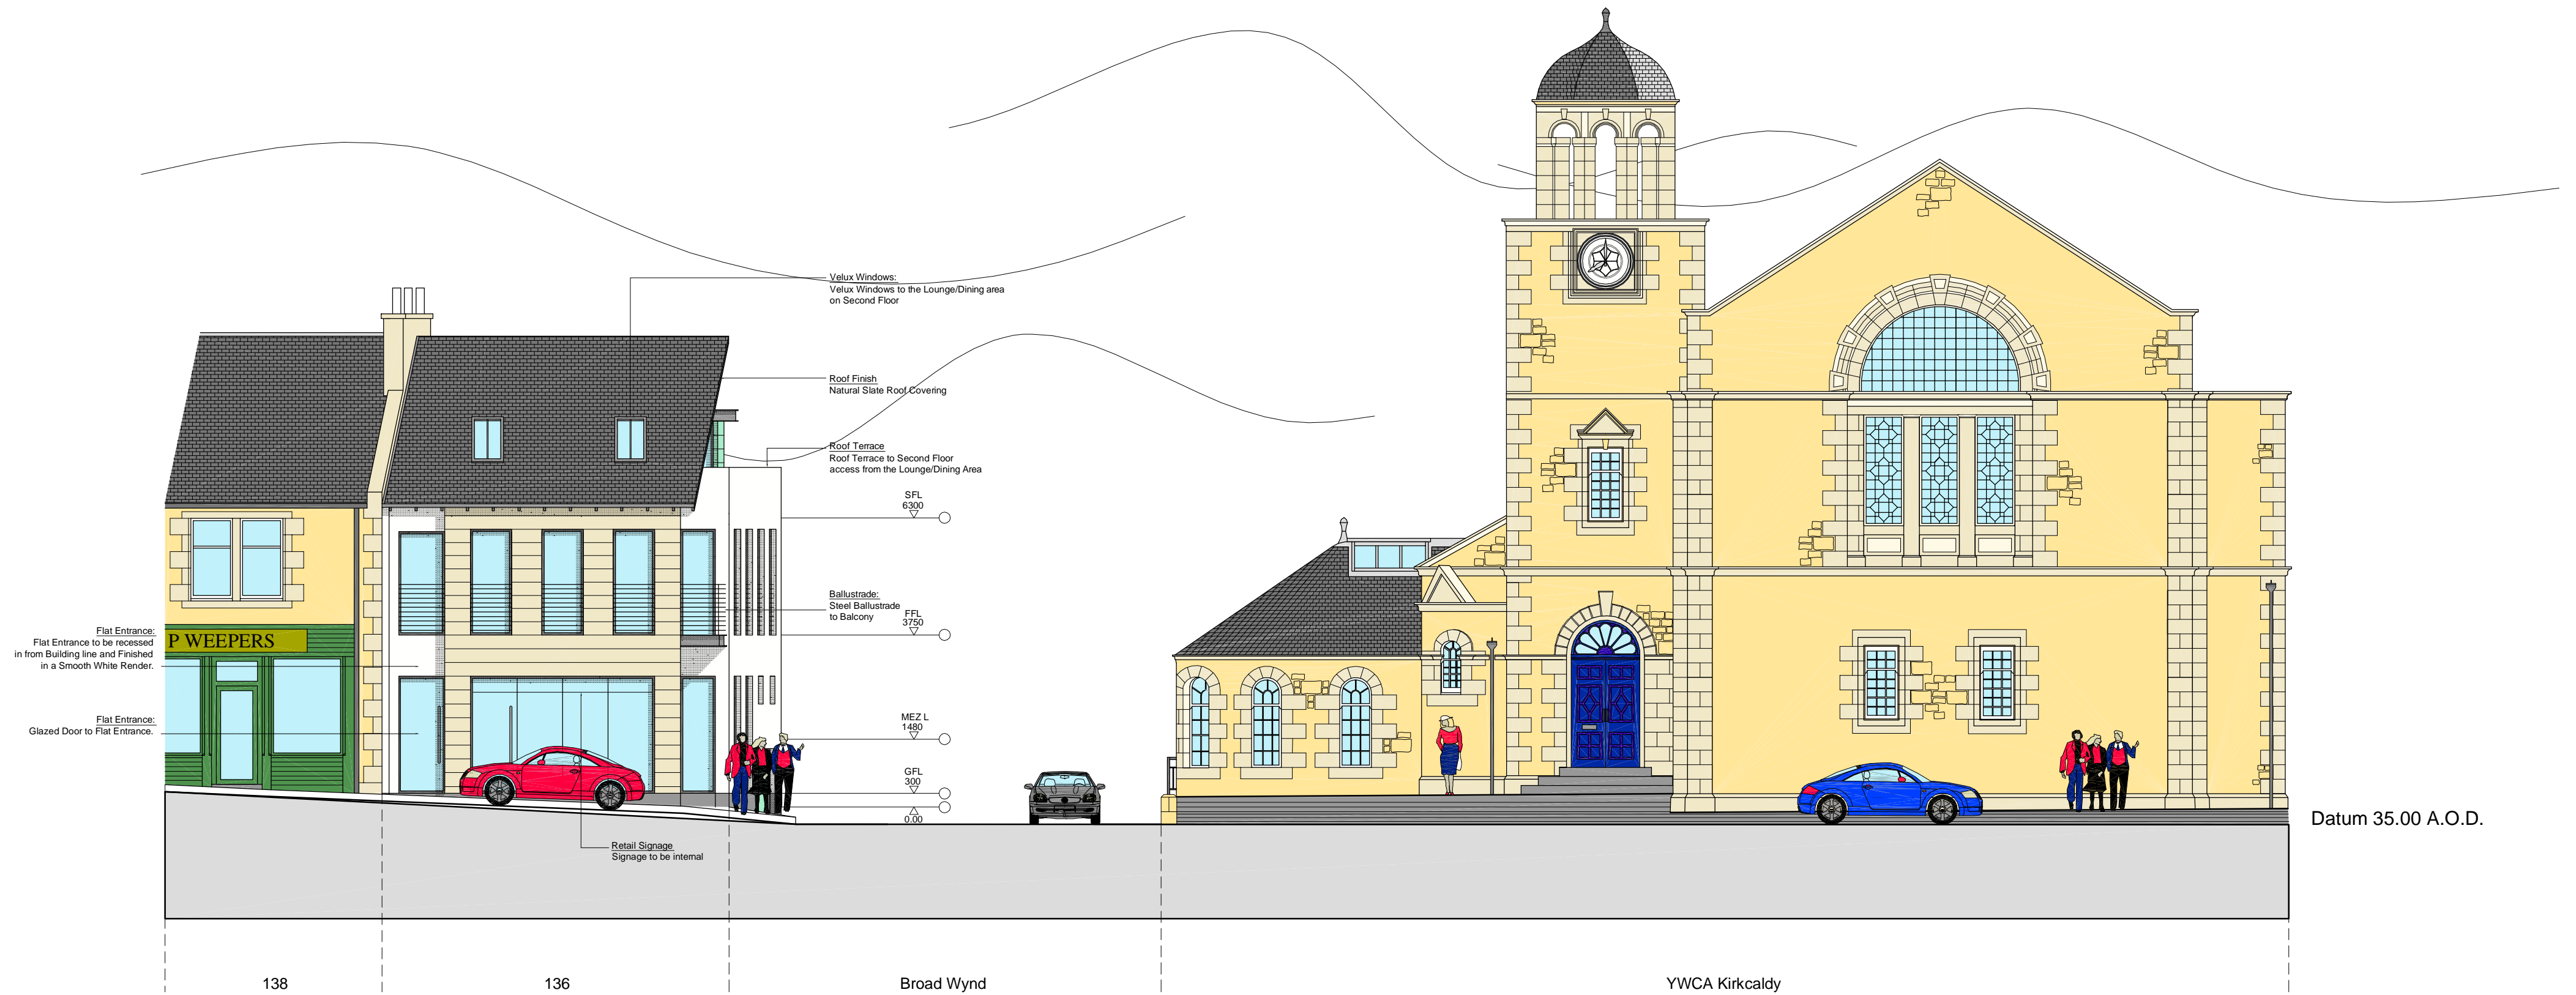 Velux Windows:
Velux Windows to the Lounge/Dining area
on Second Floor
Roof Finish
Natural Slate Roof Covering
Roof Terrace
Roof Terrace to Second Floor
access from the Lounge/Dining Area
SFL
6300
Ballustrade:
Steel Ballustrade
to Balcony
FFL
3750
Flat Entrance:
Flat Entrance to be recessed
in from Building line and Finished
in a Smooth White Render.
P WEEPERS
Flat Entrance:
Glazed Door to Flat Entrance.
MEZ L
1480
GFL
300
0.00
Retail Signage
Signage to be internal
Datum 35.00 A.O.D.
138
136
Broad Wynd
YWCA Kirkcaldy